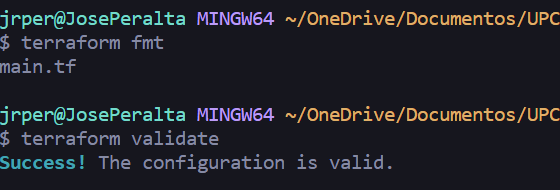 jrper@JosePeralta MINGW64 ~/OneDrive/Documentos/UPC
$ terraform fmt
main.tf
jrper@JosePeralta MINGW64 ~/OneDrive/Documentos/UPC
$ terraform validate
Success! The configuration is valid.